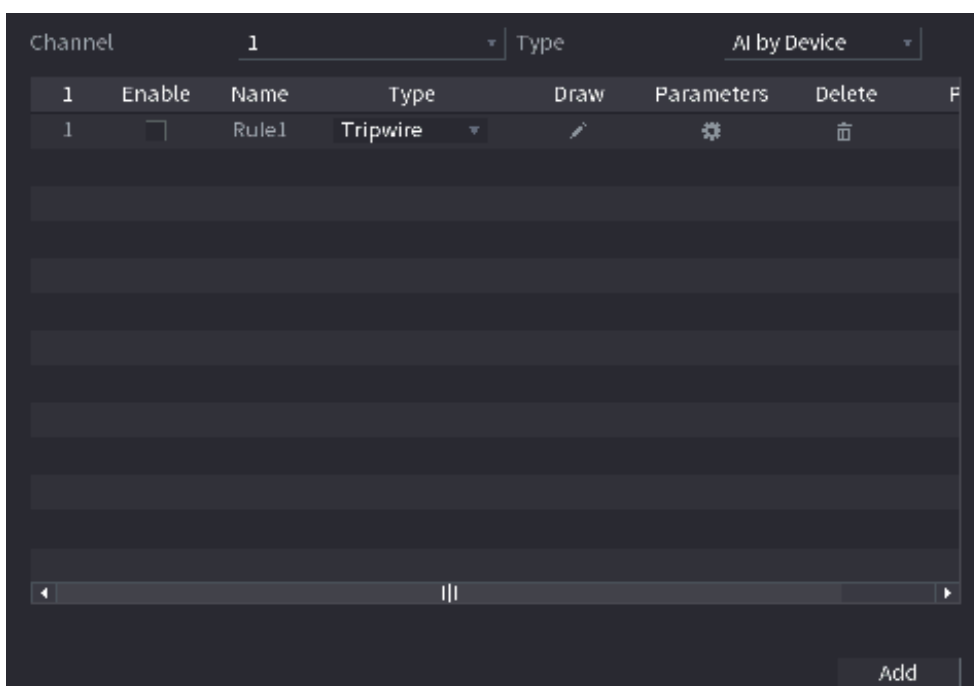 Channel 1 Type AI by Device
1 Enable Name Type Draw Parameters Delete
1 Rule1 Tripwire
Add